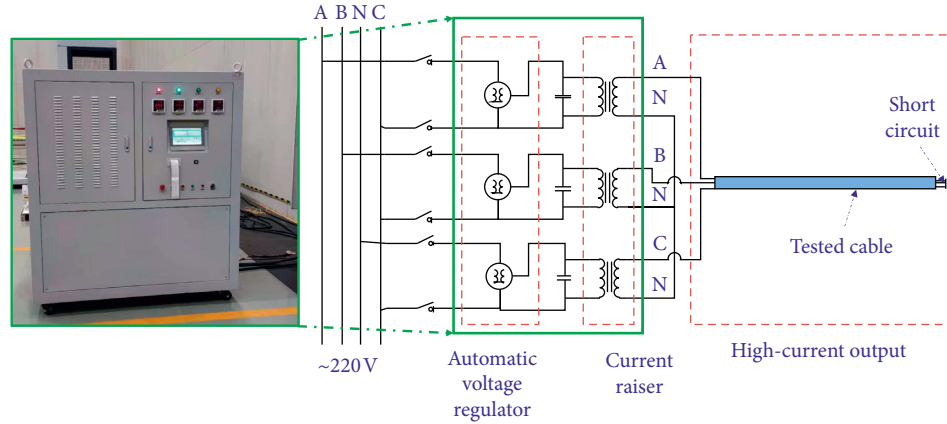 A B N C
A
N
B
N
C
N
Short
circuit
Tested cable
~220 V
Automatic
voltage
regulator
Current
raiser
High-current output